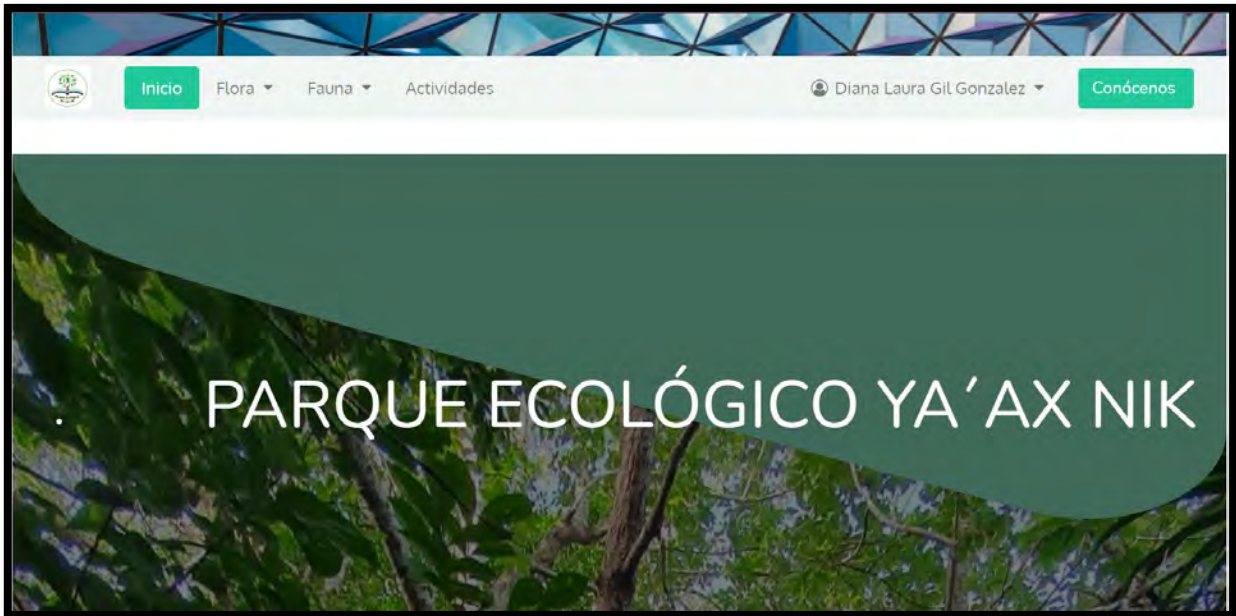 Inicio Flora Fauna Actividades Diana Laura Gil Gonzalez Conócenos
. PARQUE ECOLÓGICO YA´AX NIK